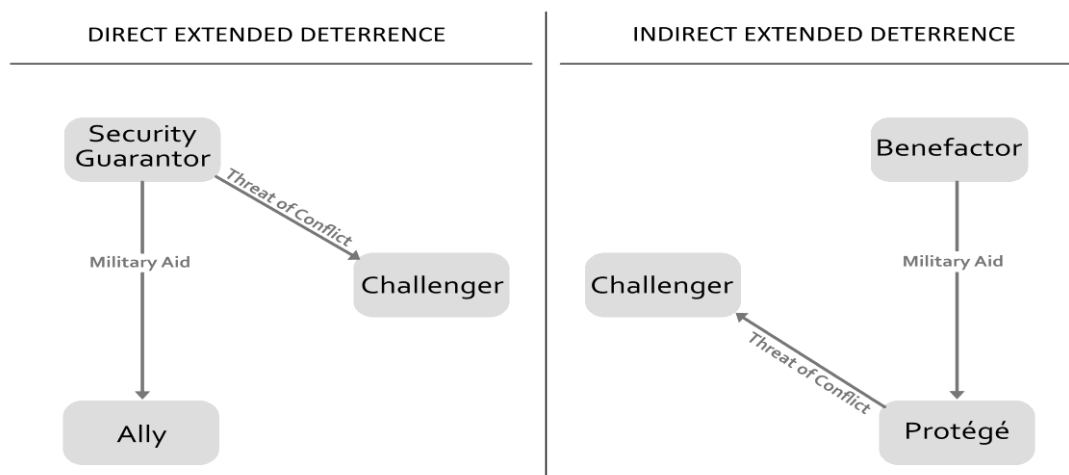 DIRECT EXTENDED DETERRENCE
Security
Guarantor
Threat of Conflict
Military Aid
Challenger
Ally
INDIRECT EXTENDED DETERRENCE
Benefactor
Military Aid
Challenger
Threat of Conflict
Protégé